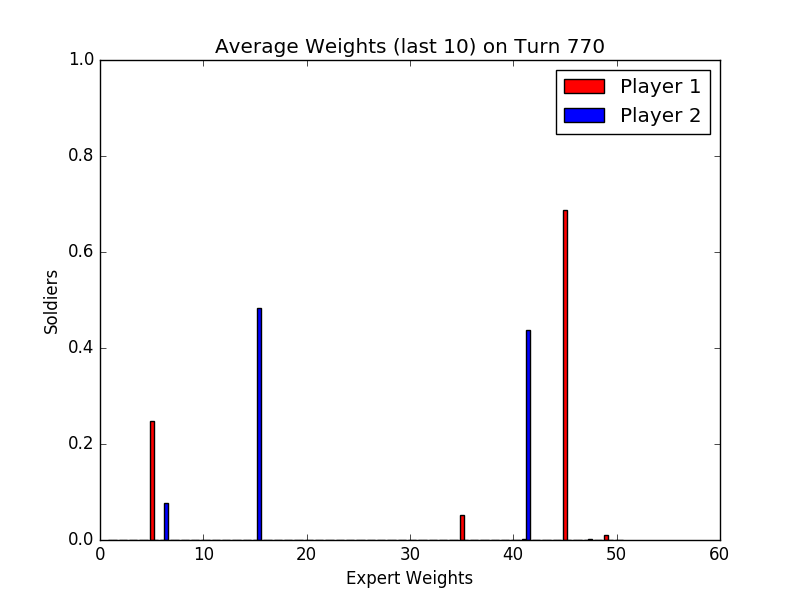 Average Weights (last 10) on Turn 770
Player 1
Player 2
1.0
0.8
0.6
0.4
0.2
0.0
Soldiers
0 10 20 30 40 50 60
Expert Weights